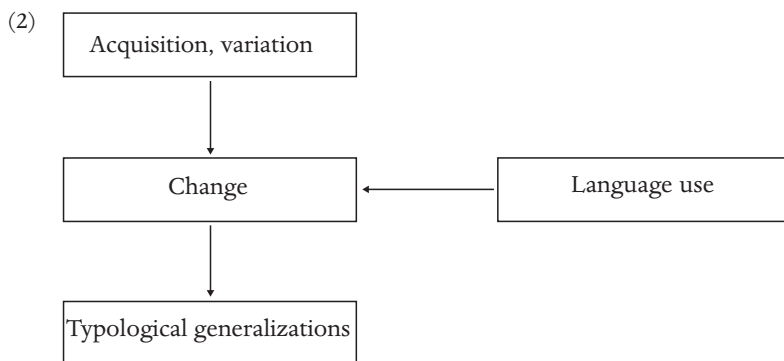 (2)
Acquisition, variation
Change
Language use
Typological generalizations